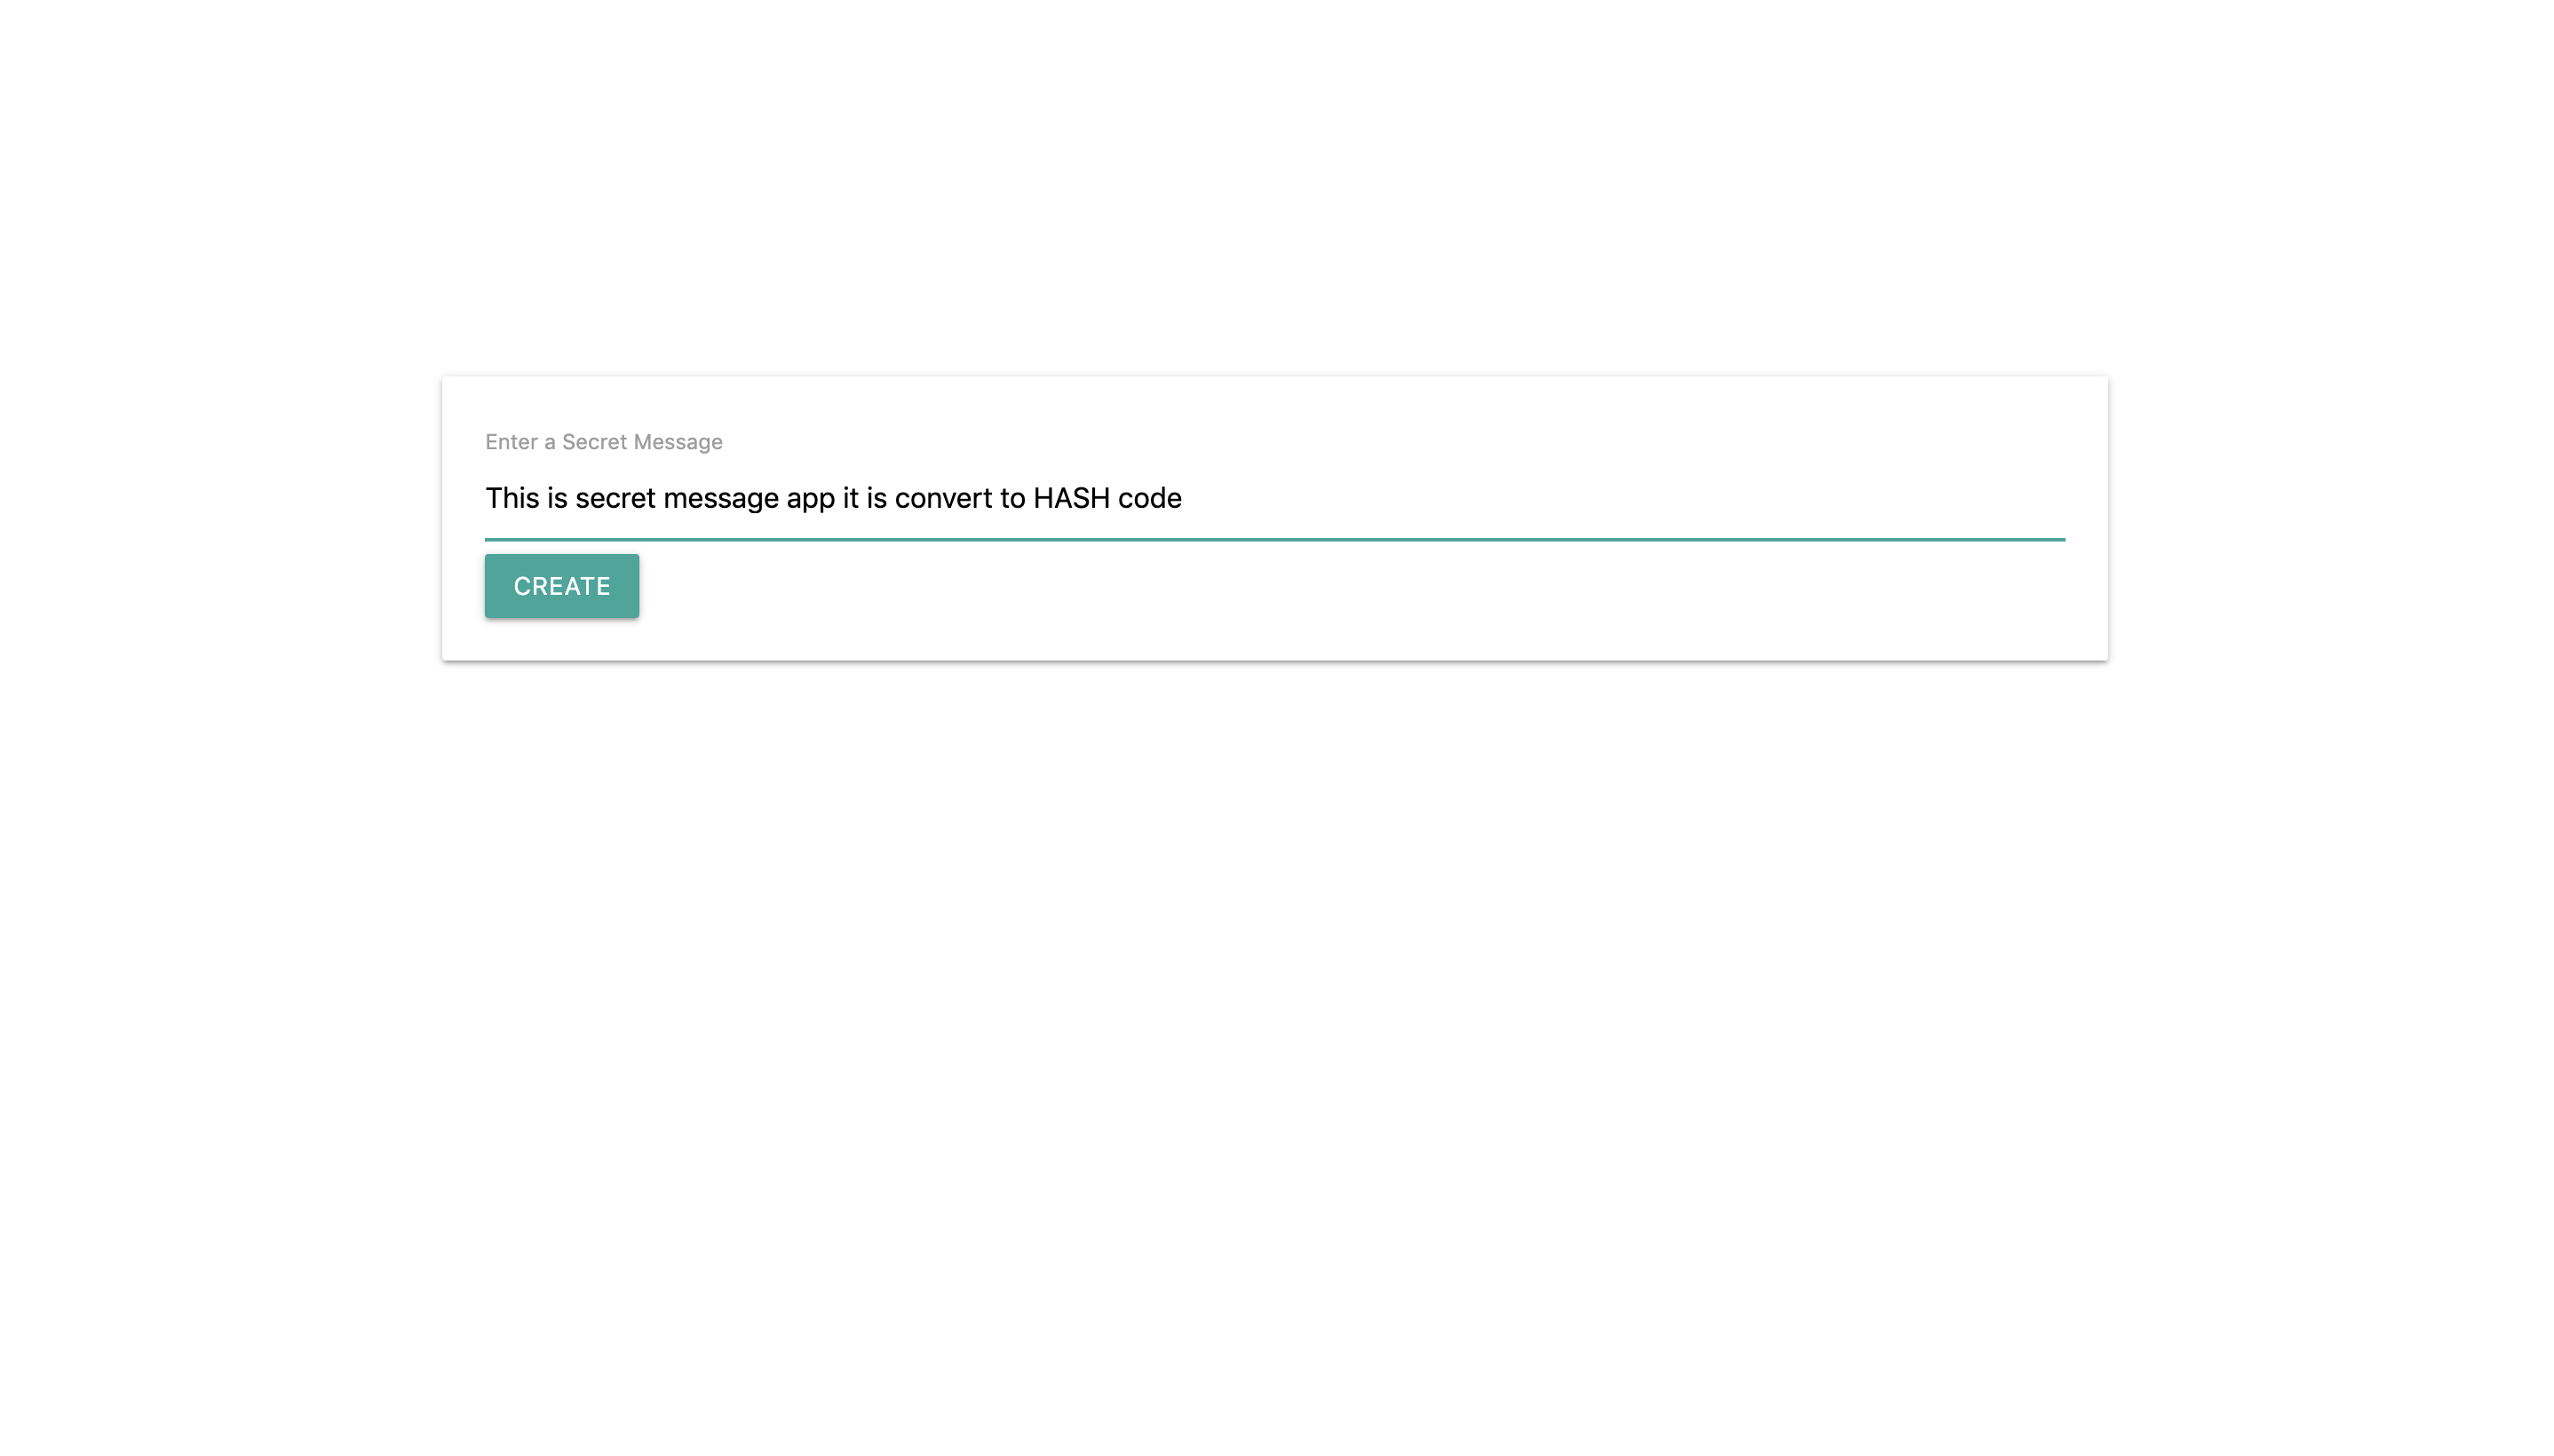 Enter a Secret Message
This is secret message app it is convert to HASH code
CREATE